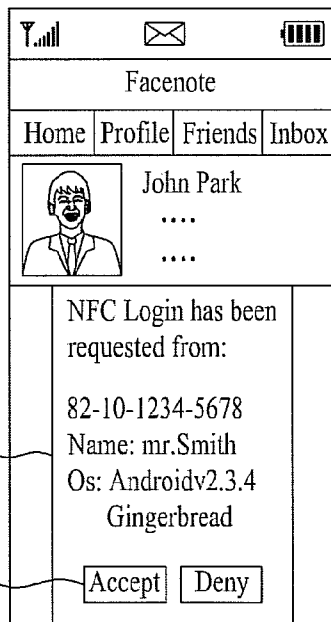 Facenote
Home Profile Friends Inbox
John Park
....
....
NFC Login has been
requested from:
82-10-1234-5678
Name: mr.Smith
Os: Androidv2.3.4
Gingerbread
Accept Deny